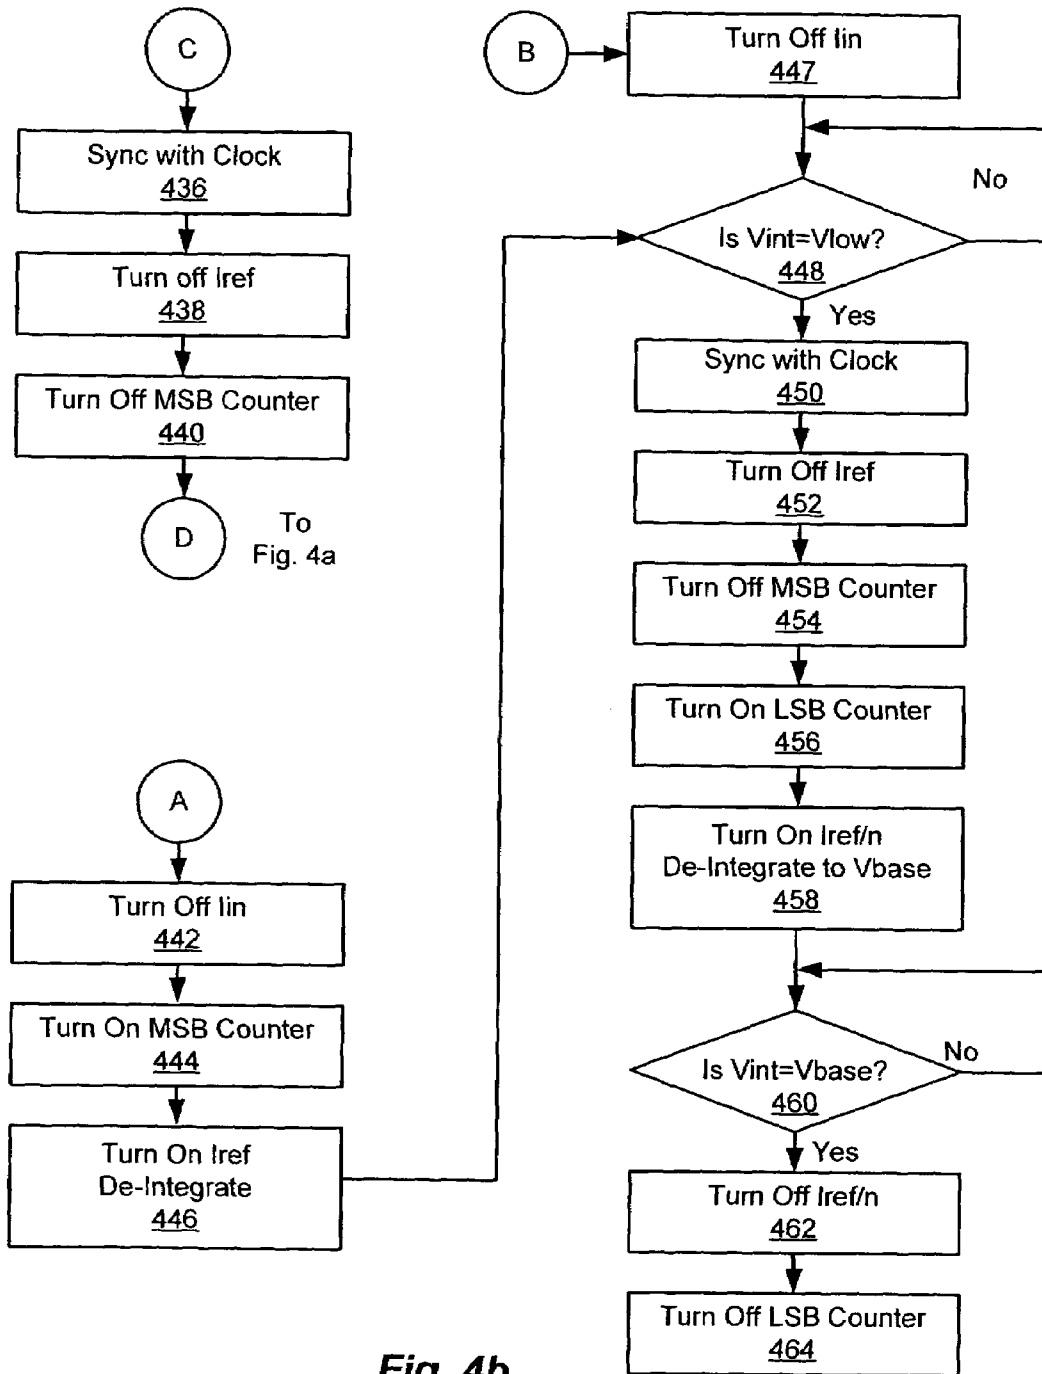 C
Sync with Clock
436
Turn off Iref
438
Turn Off MSB Counter
440
D
To
Fig. 4a
A
Turn Off Iin
442
Turn On MSB Counter
444
Turn On Iref
De-Integrate
446
B
Turn Off Iin
447
No
Is Vint=Vlow?
448
Yes
Sync with Clock
450
Turn Off Iref
452
Turn Off MSB Counter
454
Turn On LSB Counter
456
Turn On Iref/n
De-Integrate to Vbase
458
Is Vint=Vbase?
460
No
Yes
Turn Off Iref/n
462
Turn Off LSB Counter
464
Fig. 4b